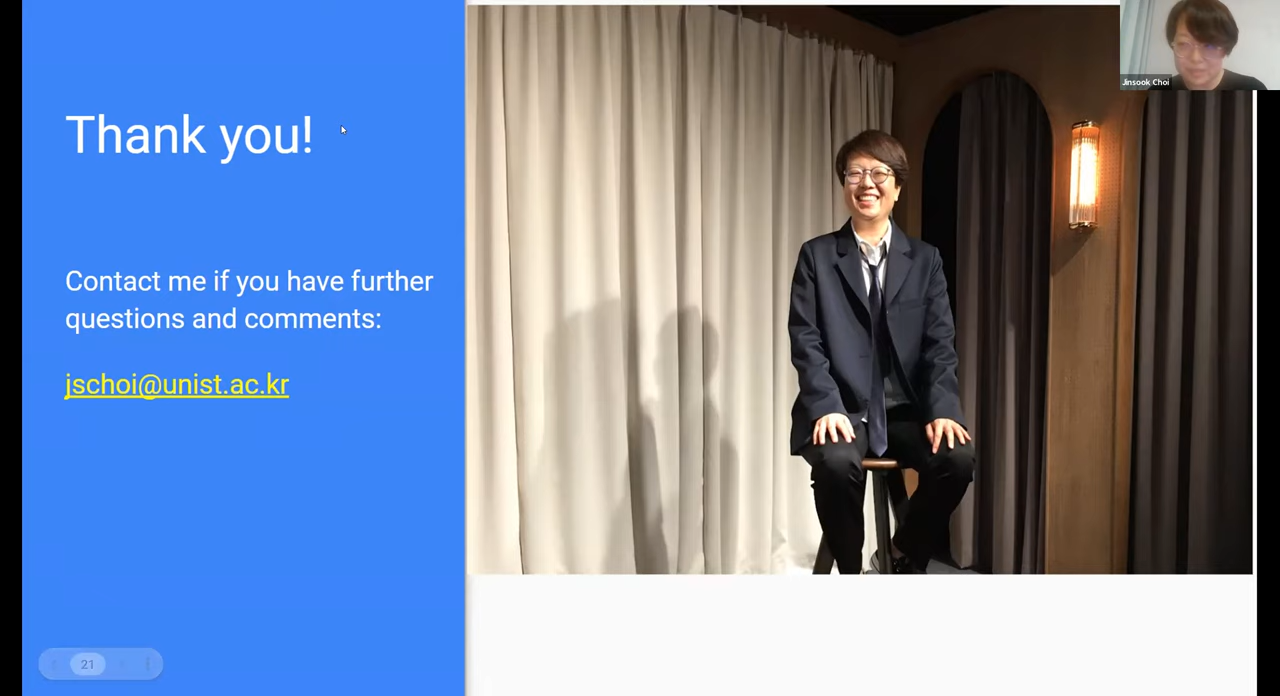 Thank you!
Contact me if you have further
questions and comments:
jschoi@unist.ac.kr
21
Jinsook Choi